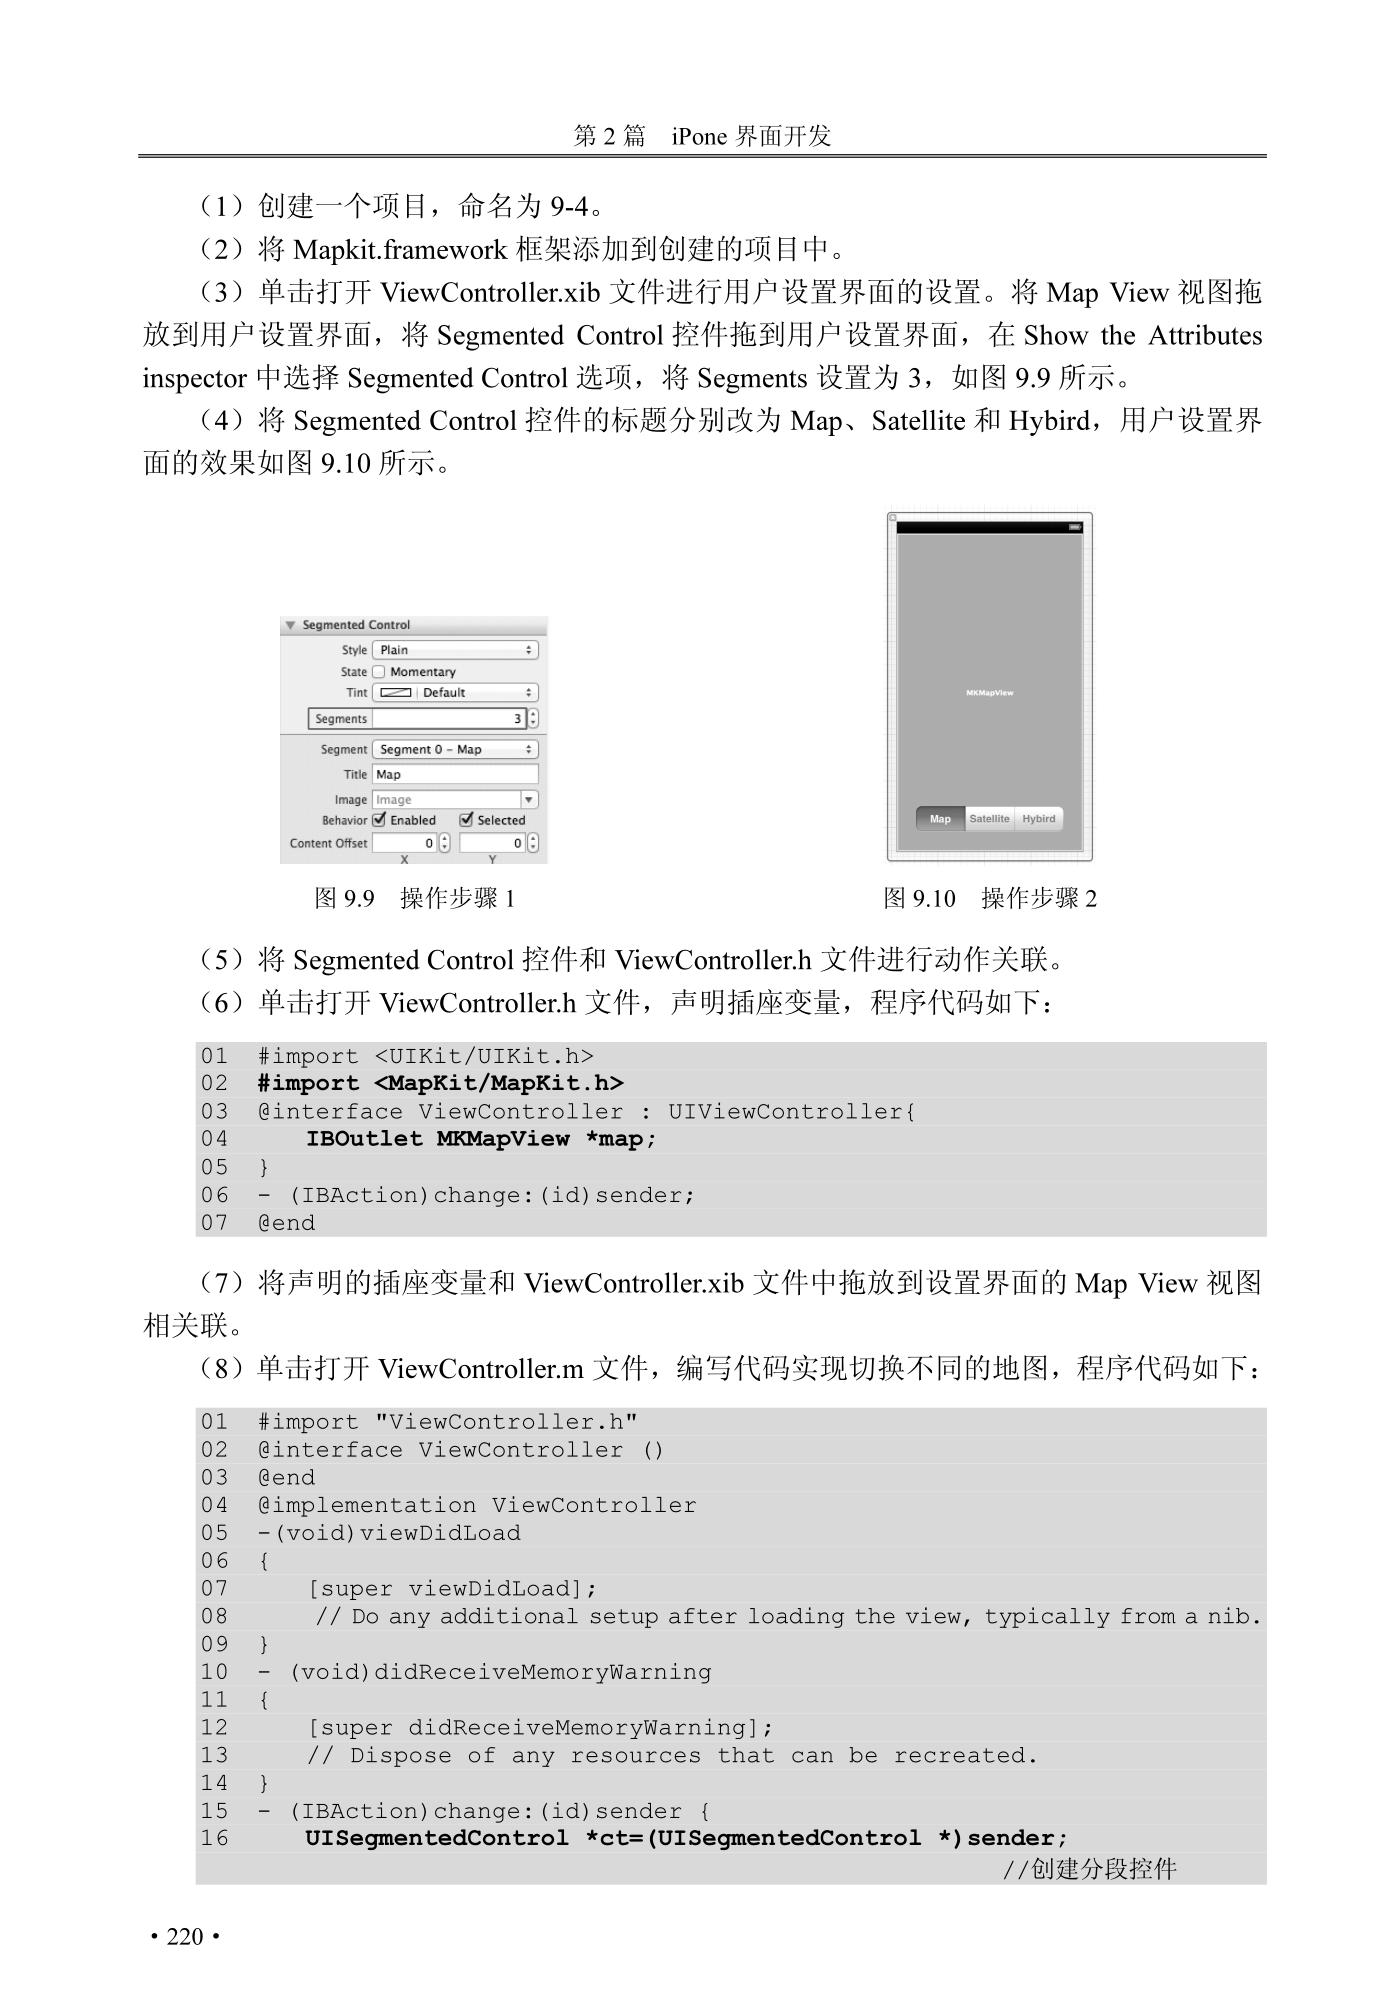 第 2 篇　iPone 界面开发
（1）创建一个项目，命名为 9-4。
（2）将 Mapkit.framework 框架添加到创建的项目中。
（3）单击打开 ViewController.xib 文件进行用户设置界面的设置。将 Map View 视图拖
放到用户设置界面，将 Segmented Control 控件拖到用户设置界面，在 Show the Attributes
inspector 中选择 Segmented Control 选项，将 Segments 设置为 3，如图 9.9 所示。
（4）将 Segmented Control 控件的标题分别改为 Map、Satellite 和 Hybird，用户设置界
面的效果如图 9.10 所示。
Segmented Control
Style Plain
State Momentary
Tint Default
Segments 3
Segment Segment 0 – Map
Title Map
Image Image
Behavior Enabled Selected
Content Offset 0 0
X Y
图 9.9　操作步骤 1
MKMapView
Map Satellite Hybird
图 9.10　操作步骤 2
（5）将 Segmented Control 控件和 ViewController.h 文件进行动作关联。
（6）单击打开 ViewController.h 文件，声明插座变量，程序代码如下：
01 #import <UIKit/UIKit.h>
02 #import <MapKit/MapKit.h>
03 @interface ViewController : UIViewController{
04 IBOutlet MKMapView *map;
05 }
06 - (IBAction)change:(id)sender;
07 @end
（7）将声明的插座变量和 ViewController.xib 文件中拖放到设置界面的 Map View 视图
相关联。
（8）单击打开 ViewController.m 文件，编写代码实现切换不同的地图，程序代码如下：
01 #import "ViewController.h"
02 @interface ViewController ()
03 @end
04 @implementation ViewController
05 -(void)viewDidLoad
06 {
07 [super viewDidLoad];
08 // Do any additional setup after loading the view, typically from a nib.
09 }
10 - (void)didReceiveMemoryWarning
11 {
12 [super didReceiveMemoryWarning];
13 // Dispose of any resources that can be recreated.
14 }
15 - (IBAction)change:(id)sender {
16 UISegmentedControl *ct=(UISegmentedControl *)sender;
//创建分段控件
·220·